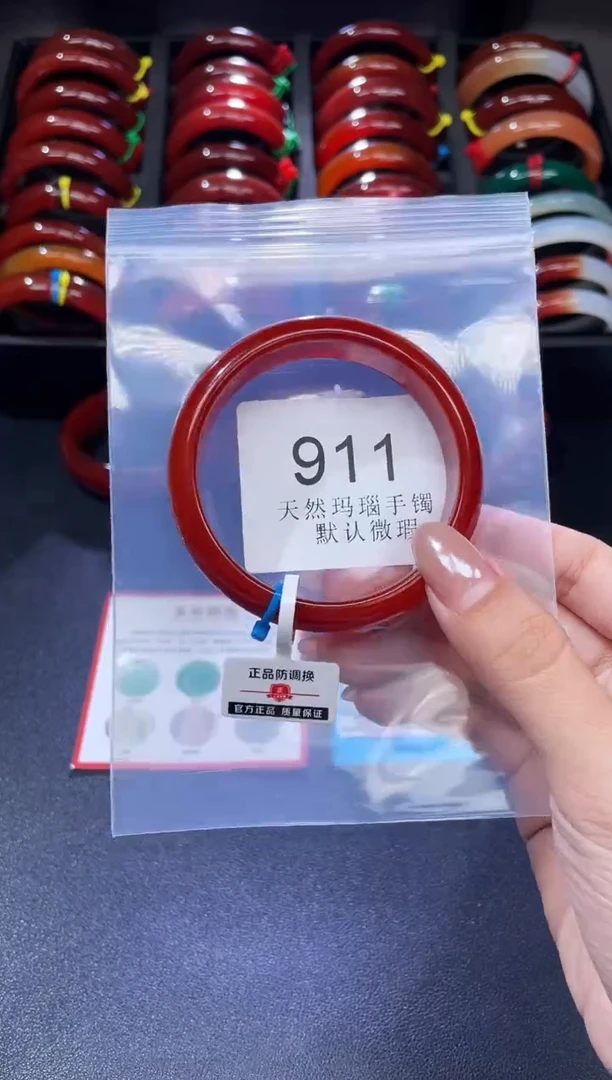 911
天然玛瑙手镯
默认微瑕
正品防调换
官方正品 质量保证